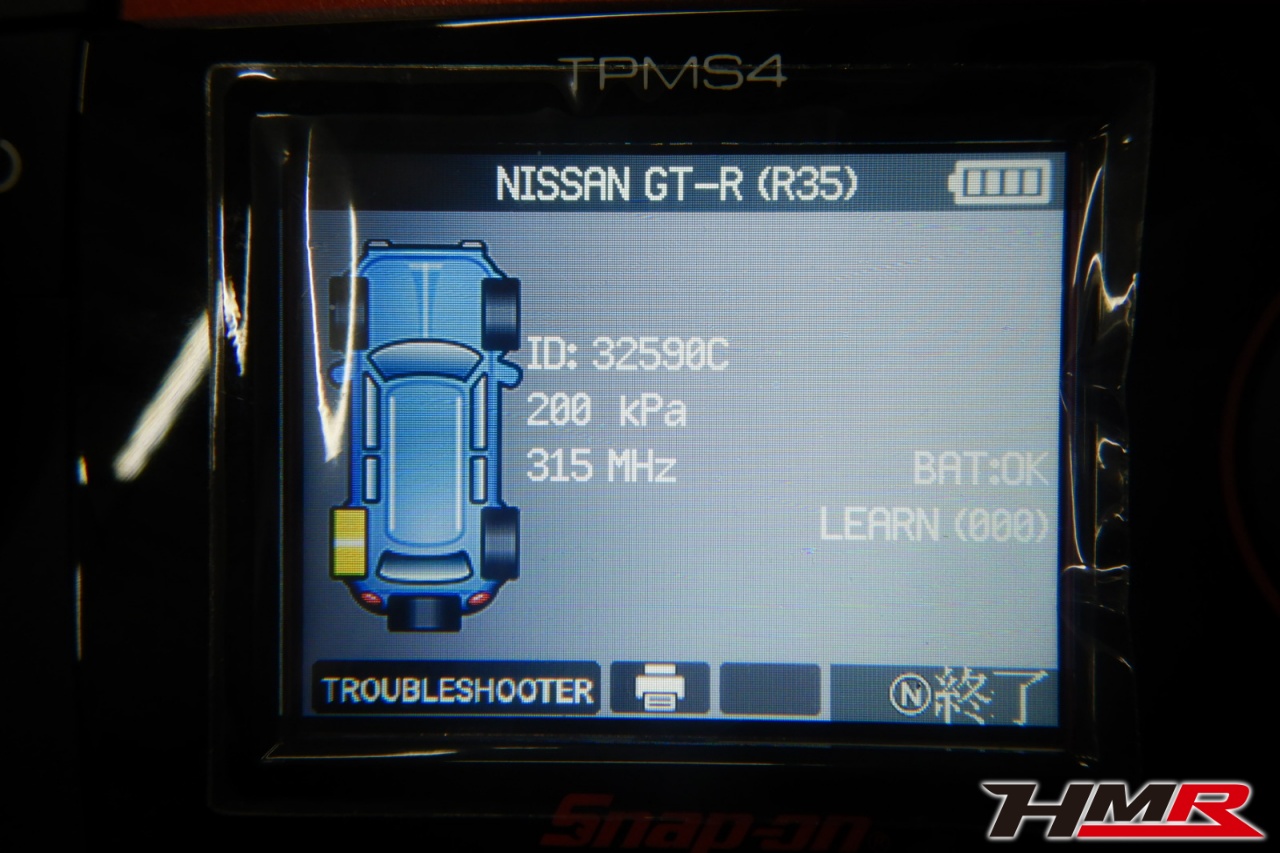 TPMS4
NISSAN GT-R (R35)
ID: 32590C
200 kPa
315 MHz
BAT:OK
LEARN (000)
TROUBLESHOOTER
Ⓝ終了
Snap-on
HMR